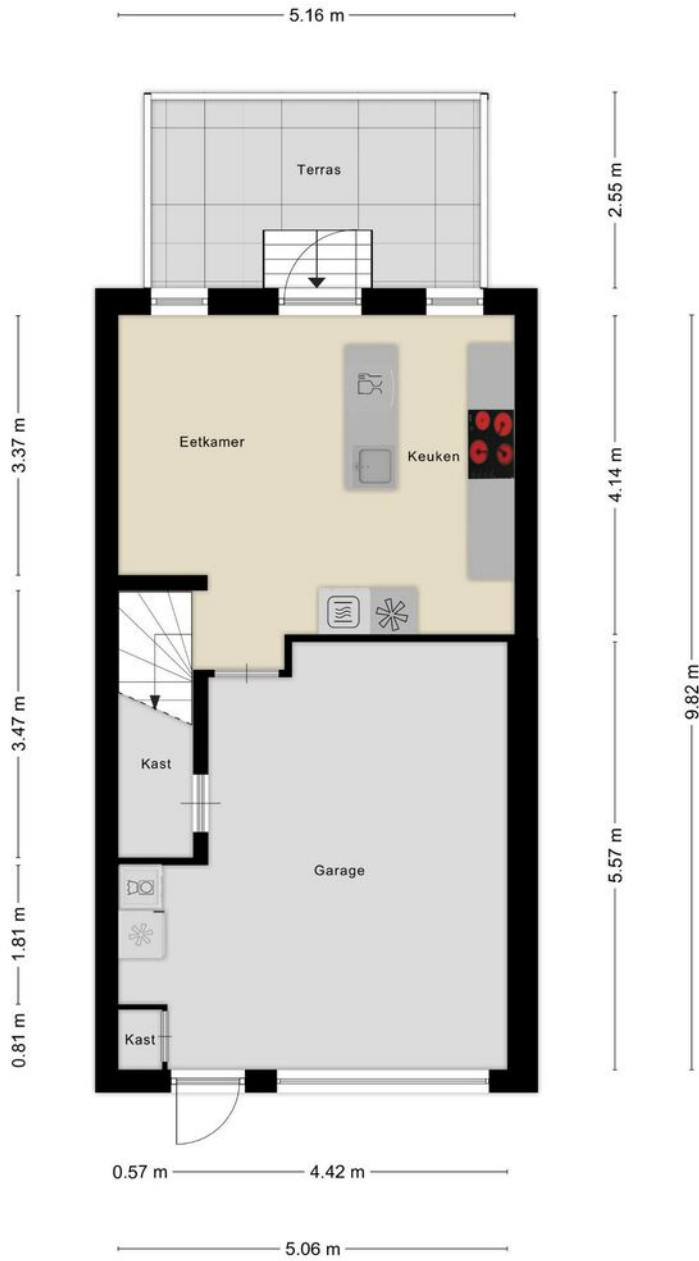 5.16 m
Terras
2.55 m
3.37 m
Eetkamer
Keuken
4.14 m
9.82 m
3.47 m
Kast
5.57 m
Garage
1.81 m
0.81 m
Kast
0.57 m
4.42 m
5.06 m